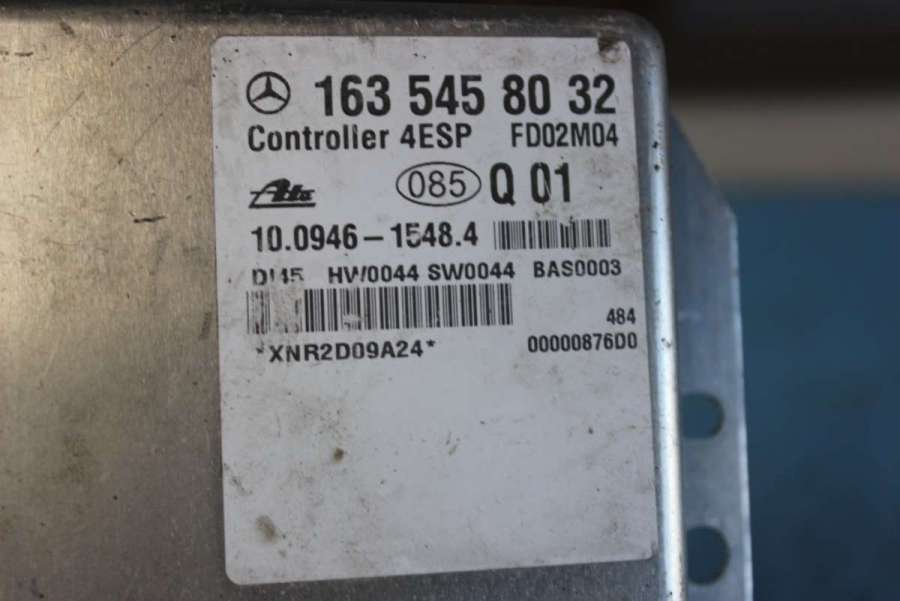 163 545 80 32
Controller 4ESP FD02M04
Ate 085 Q 01
10.0946-1548.4
HW0044 SW0044 BAS0003
484
*XNR2D09A24* 00000876D0